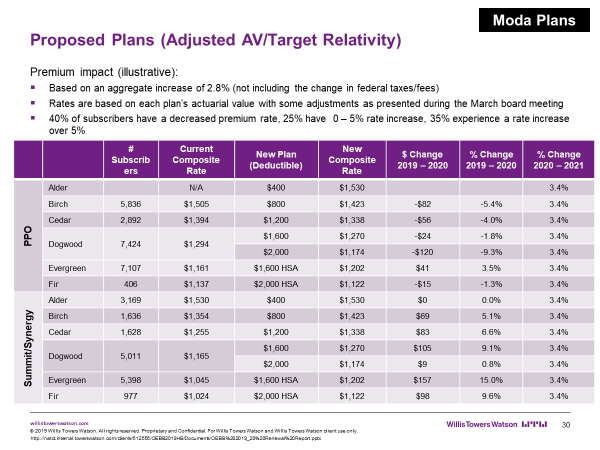 Moda Plans
Proposed Plans (Adjusted AV/Target Relativity)
Premium impact (illustrative):
▪ Based on an aggregate increase of 2.8% (not including the change in federal taxes/fees)
▪ Rates are based on each plan's actuarial value with some adjustments as presented during the March board meeting
▪ 40% of subscribers have a decreased premium rate, 25% have 0 – 5% rate increase, 35% experience a rate increase
over 5%
# Subscribers Current Composite Rate New Plan (Deductible) New Composite Rate $ Change 2019 – 2020 % Change 2019 – 2020 % Change 2020 – 2021
PPO
Alder N/A $400 $1,530 3.4%
Birch 5,836 $1,505 $800 $1,423 -$82 -5.4% 3.4%
Cedar 2,892 $1,394 $1,200 $1,338 -$56 -4.0% 3.4%
Dogwood 7,424 $1,294 $1,600 $1,270 -$24 -1.8% 3.4%
$2,000 $1,174 -$120 -9.3% 3.4%
Evergreen 7,107 $1,161 $1,600 HSA $1,202 $41 3.5% 3.4%
Fir 406 $1,137 $2,000 HSA $1,122 -$15 -1.3% 3.4%
Summit/Synergy
Alder 3,169 $1,530 $400 $1,530 $0 0.0% 3.4%
Birch 1,636 $1,354 $800 $1,423 $69 5.1% 3.4%
Cedar 1,628 $1,255 $1,200 $1,338 $83 6.6% 3.4%
Dogwood 5,011 $1,165 $1,600 $1,270 $105 9.1% 3.4%
$2,000 $1,174 $9 0.8% 3.4%
Evergreen 5,398 $1,045 $1,600 HSA $1,202 $157 15.0% 3.4%
Fir 977 $1,024 $2,000 HSA $1,122 $98 9.6% 3.4%
willistowerswatson.com
© 2019 Willis Towers Watson. All rights reserved. Proprietary and Confidential. For Willis Towers Watson and Willis Towers Watson client use only.
Willis Towers Watson
30